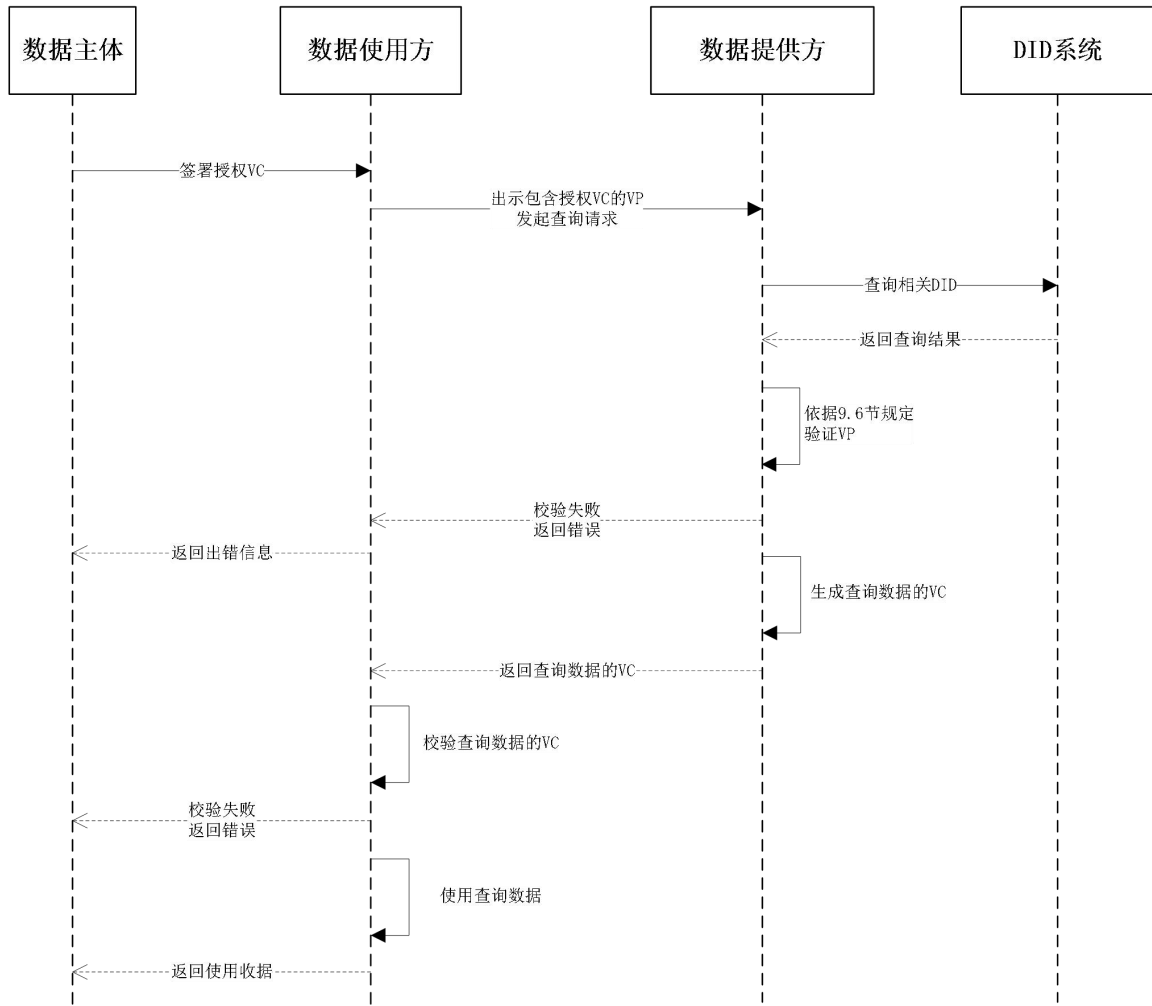 数据主体
数据使用方
数据提供方
DID系统
签署授权VC
出示包含授权VC的VP
发起查询请求
查询相关DID
返回查询结果
依据9.6节规定
验证VP
校验失败
返回错误
返回出错信息
生成查询数据的VC
返回查询数据的VC
校验查询数据的VC
校验失败
返回错误
使用查询数据
返回使用收据